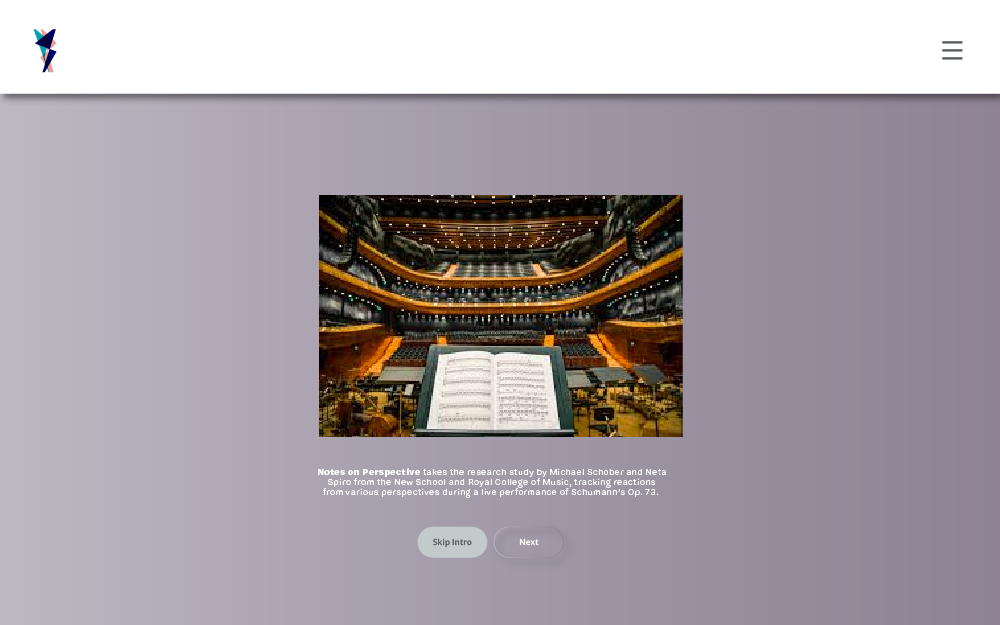 Notes on Perspective takes the research study by Michael Schober and Neta
Spiro from the New School and Royal College of Music, tracking reactions
from various perspectives during a live performance of Schumann's Op. 73.
Skip Intro
Next